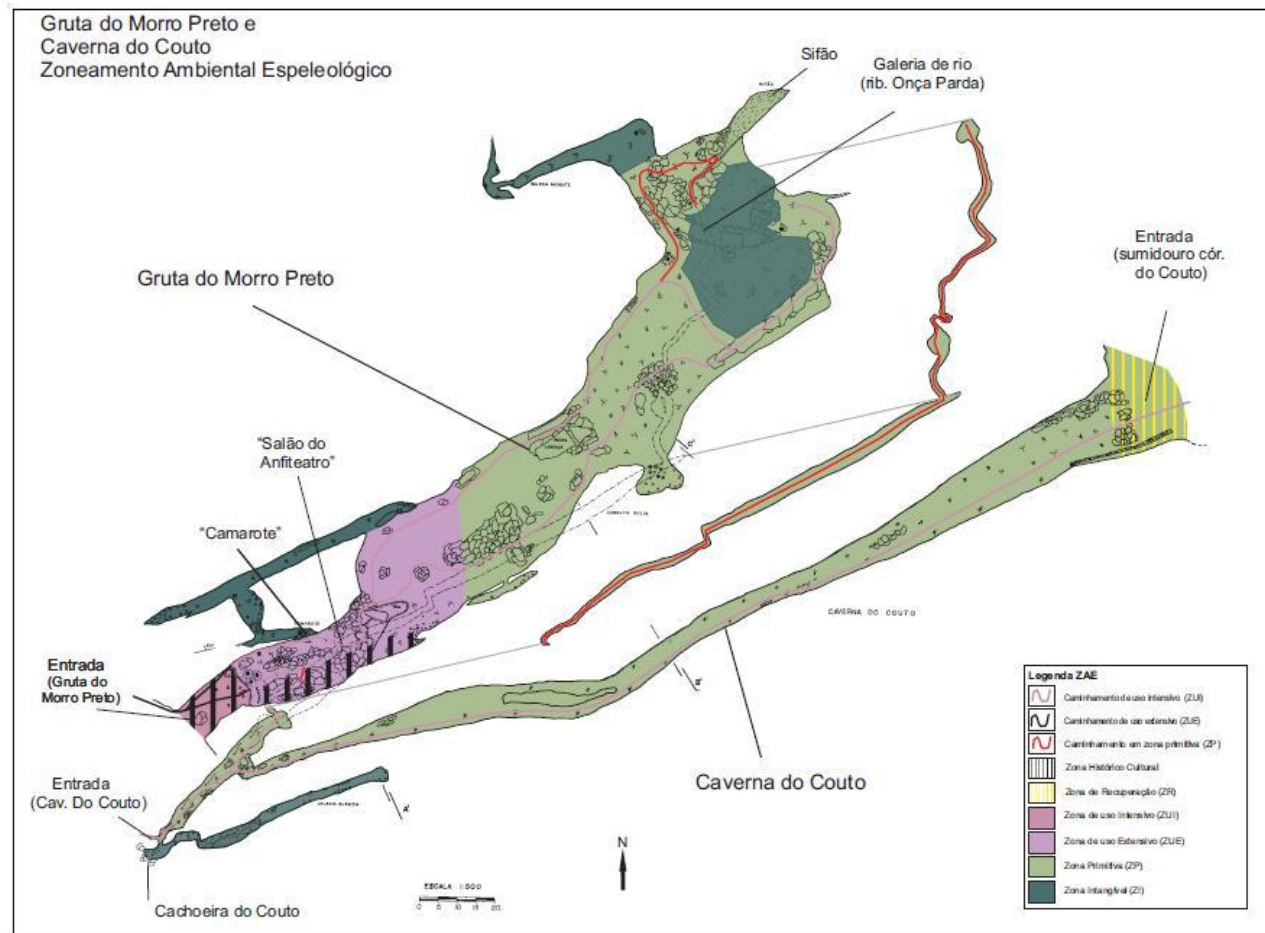 Gruta do Morro Preto e
Caverna do Couto
Zoneamento Ambiental Espeleológico
Sifão
Galeria de rio
(rib. Onça Parda)
Entrada
(sumidouro cór.
do Couto)
Gruta do Morro Preto
"Salão do
Anfiteatro"
"Camarote"
Entrada
(Gruta do
Morro Preto)
CAVERNA DO COUTO
Entrada
(Cav. Do Couto)
Caverna do Couto
Cachoeira do Couto
ESCALA 1:500
0 5 10 15 20
N
Legenda ZAE
Caminhamento de uso intensivo (ZUI)
Caminhamento de uso extensivo (ZUE)
Caminhamento em zona primitiva (ZP)
Zona Histórico Cultural
Zona de Recuperação (ZR)
Zona de uso Intensivo (ZUI)
Zona de uso Extensivo (ZUE)
Zona Primitiva (ZP)
Zona Intangível (ZI)